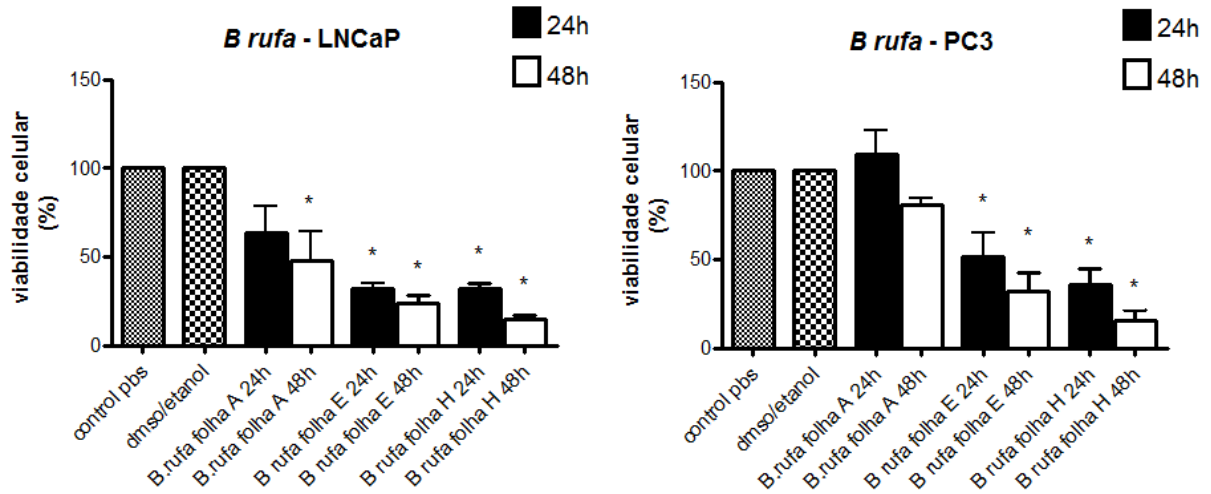 B rufa - LNCaP
24h
48h
viabilidade celular
(%)
150
100
50
0
control pbs
dmso/etanol
B.rufa folha A 24h
B.rufa folha A 48h
B rufa folha E 24h
B rufa folha E 48h
B rufa folha H 24h
B rufa folha H 48h
*
*
*
*
*
B rufa - PC3
24h
48h
viabilidade celular
(%)
150
100
50
0
control pbs
dmso/etanol
B.rufa folha A 24h
B.rufa folha A 48h
B rufa folha E 24h
B rufa folha E 48h
B rufa folha H 24h
B rufa folha H 48h
*
*
*
*